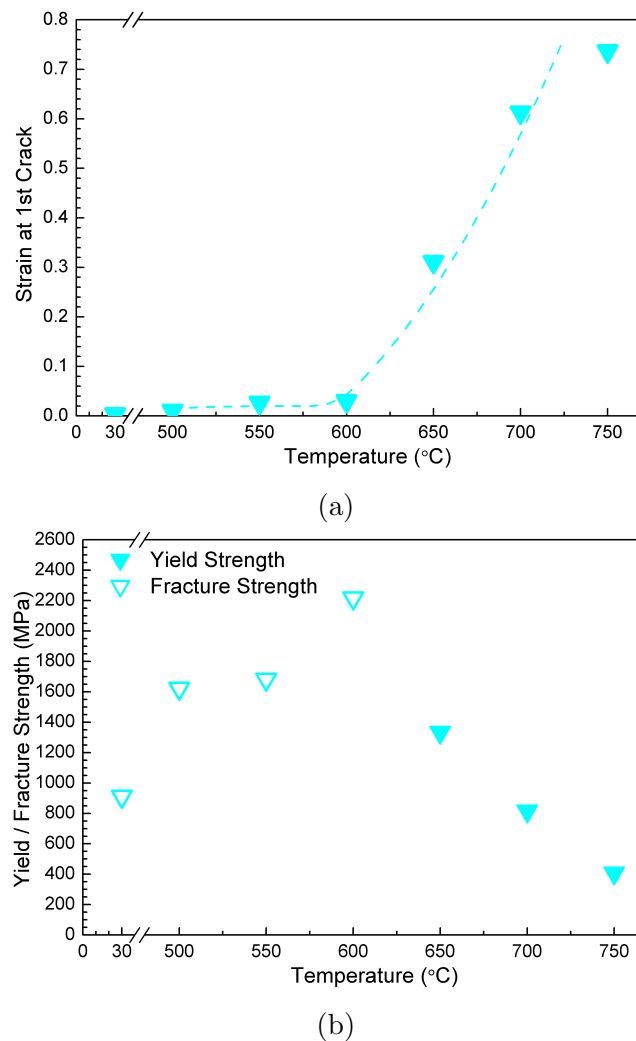 0.8
0.7
0.6
0.5
0.4
0.3
0.2
0.1
0.0
Strain at 1st Crack
0 30 500 550 600 650 700 750
Temperature (°C)
(a)
2600
2400
2200
2000
1800
1600
1400
1200
1000
800
600
400
200
0
Yield / Fracture Strength (MPa)
Yield Strength
Fracture Strength
0 30 500 550 600 650 700 750
Temperature (°C)
(b)